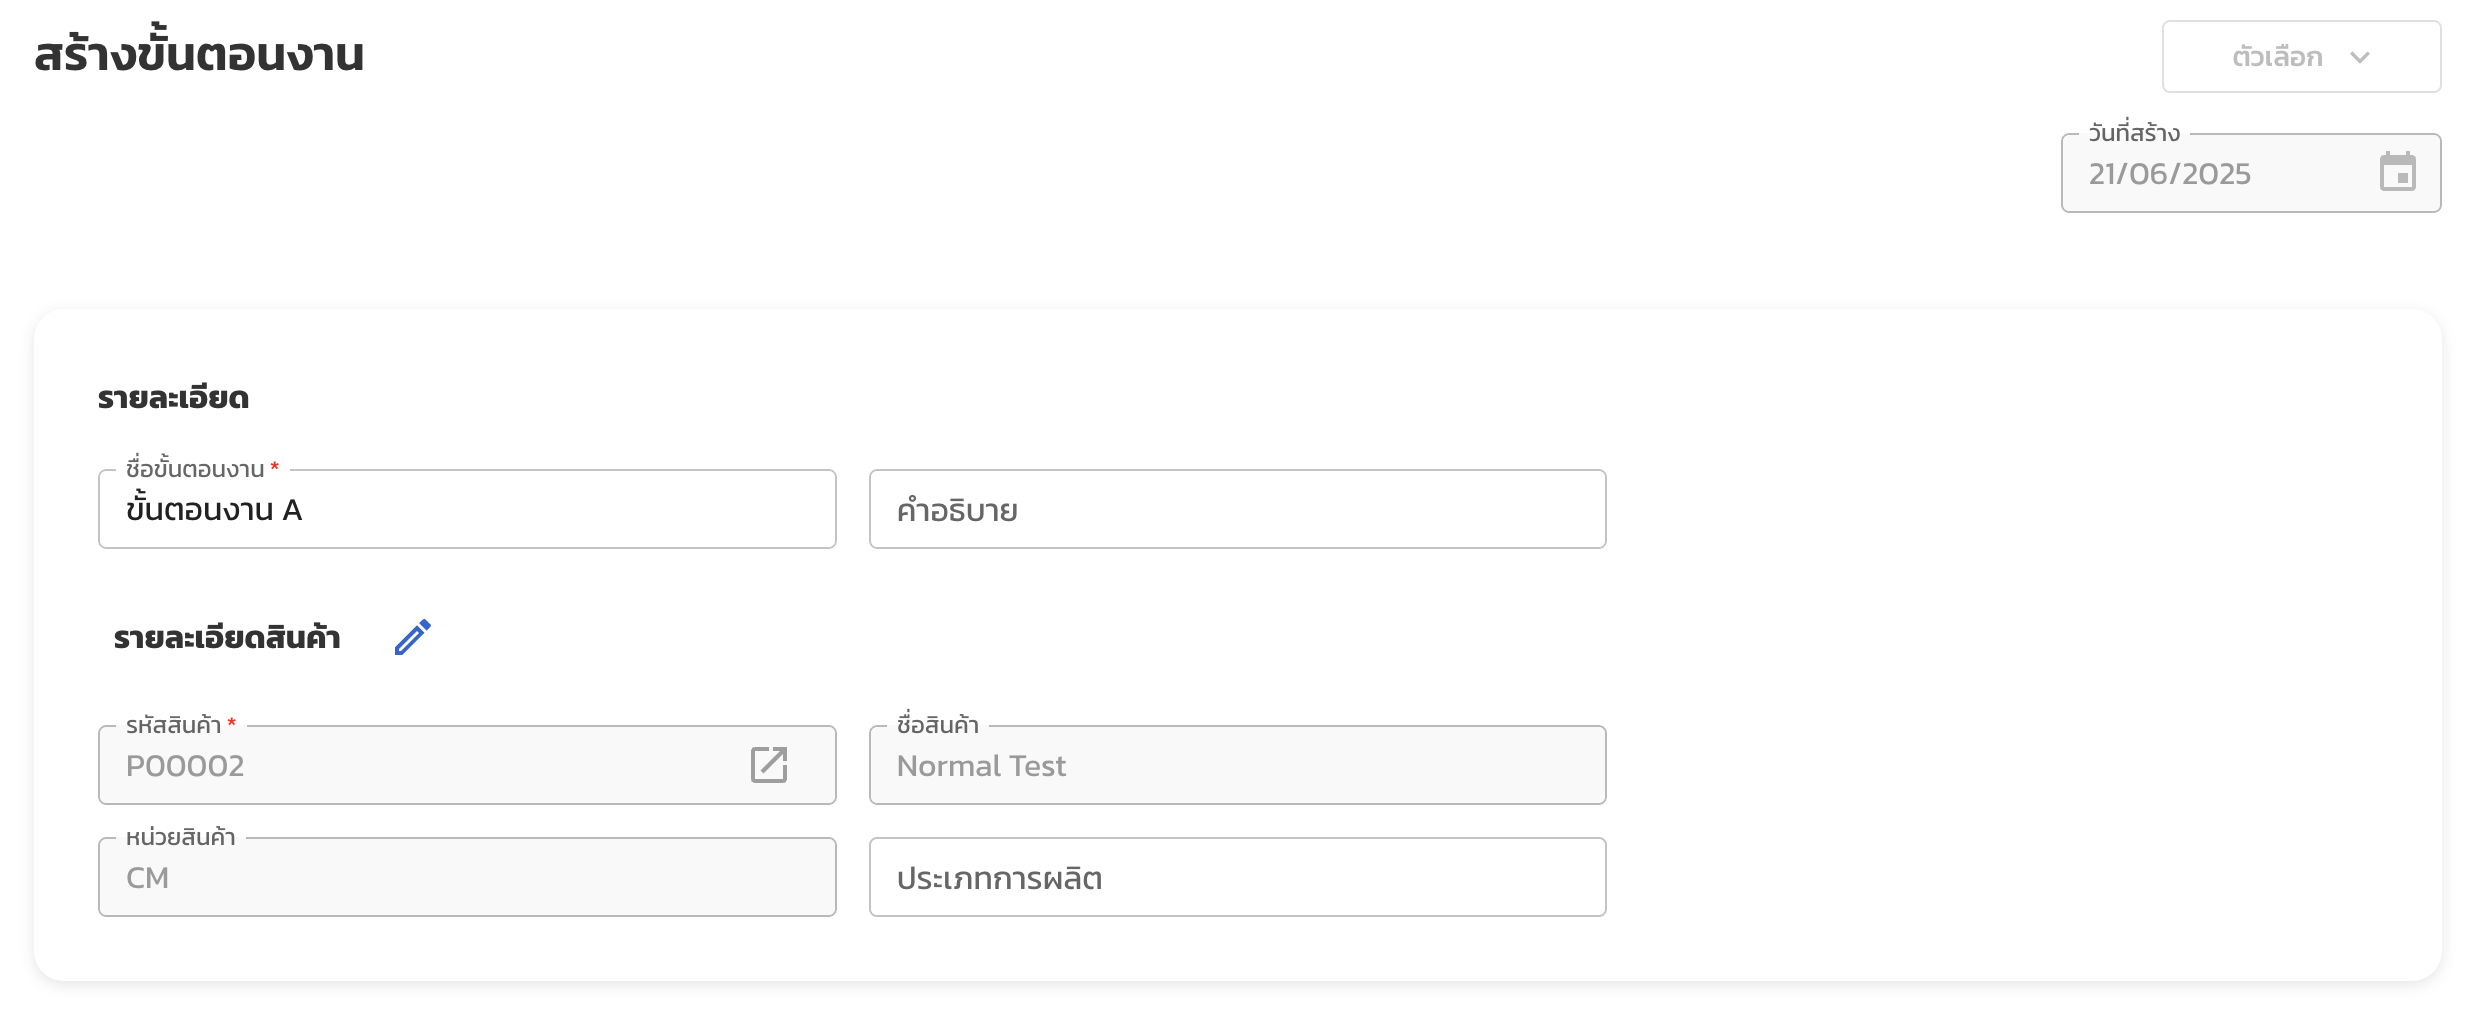 สร้างขั้นตอนงาน
ตัวเลือก
วันที่สร้าง
21/06/2025
รายละเอียด
ชื่อขั้นตอนงาน *
ขั้นตอนงาน A
คำอธิบาย
รายละเอียดสินค้า
รหัสสินค้า *
P00002
ชื่อสินค้า
Normal Test
หน่วยสินค้า
CM
ประเภทการผลิต